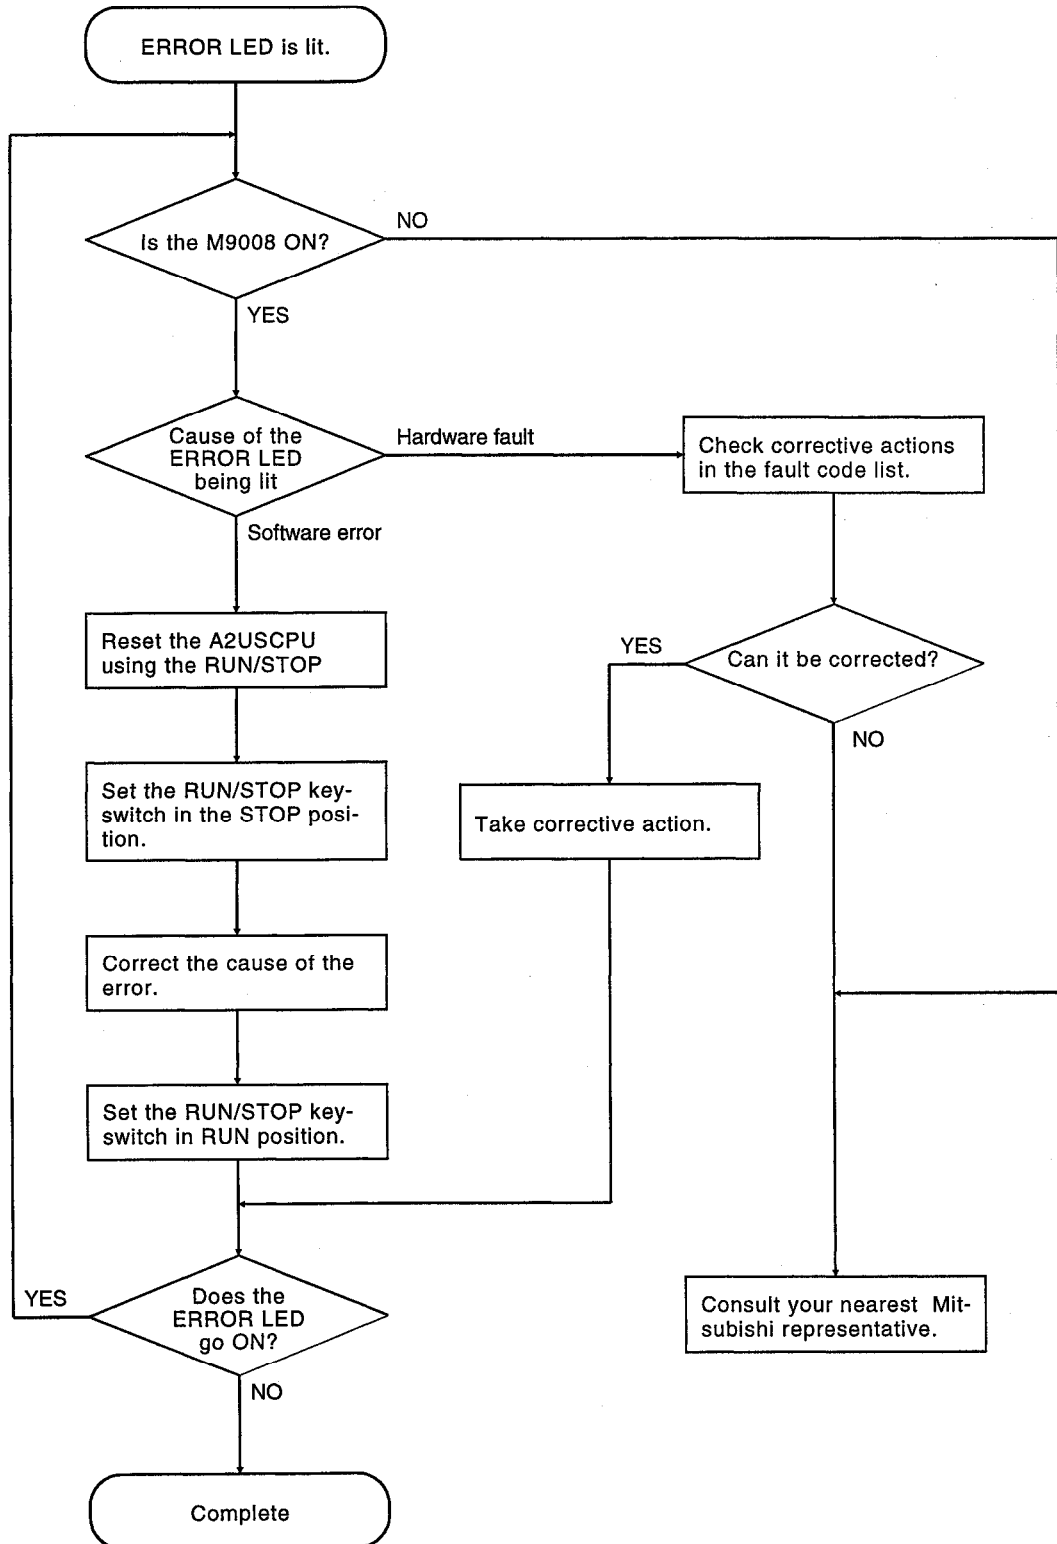 ERROR LED is lit.
NO
Is the M9008 ON?
YES
Cause of the
ERROR LED
being lit
Hardware fault
Check corrective actions
in the fault code list.
Software error
Reset the A2USCPU
using the RUN/STOP
YES
Can it be corrected?
NO
Set the RUN/STOP key-
switch in the STOP posi-
tion.
Take corrective action.
Correct the cause of the
error.
Set the RUN/STOP key-
switch in RUN position.
YES
Does the
ERROR LED
go ON?
Consult your nearest Mit-
subishi representative.
NO
Complete